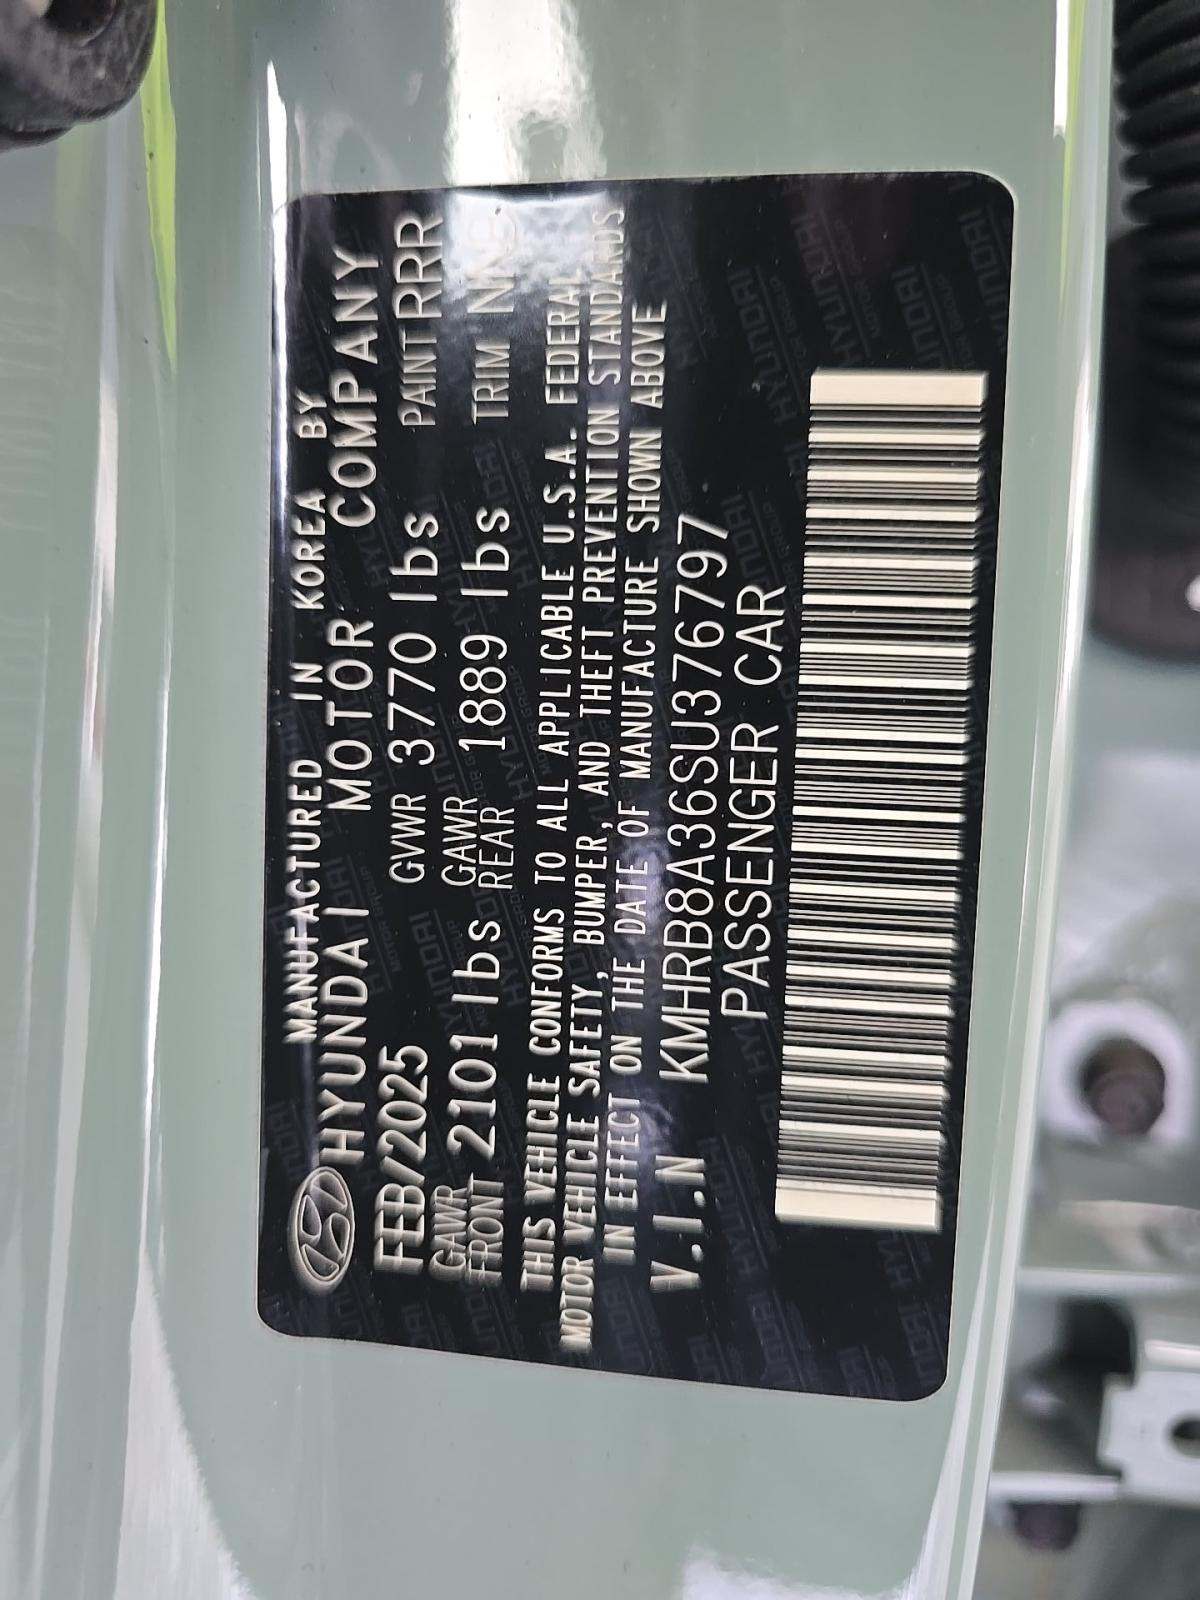 MANUFACTURED IN KOREA BY
HYUNDAI MOTOR COMPANY
FEB/2025 GVWR 3770 lbs PAINT RRR
GAWR FRONT 2101 lbs GAWR REAR 1889 lbs TRIM NNB
THIS VEHICLE CONFORMS TO ALL APPLICABLE U.S.A. FEDERAL
MOTOR VEHICLE SAFETY, BUMPER, AND THEFT PREVENTION STANDARDS
IN EFFECT ON THE DATE OF MANUFACTURE SHOWN ABOVE
V.I.N KMHRB8A36SU376797
PASSENGER CAR